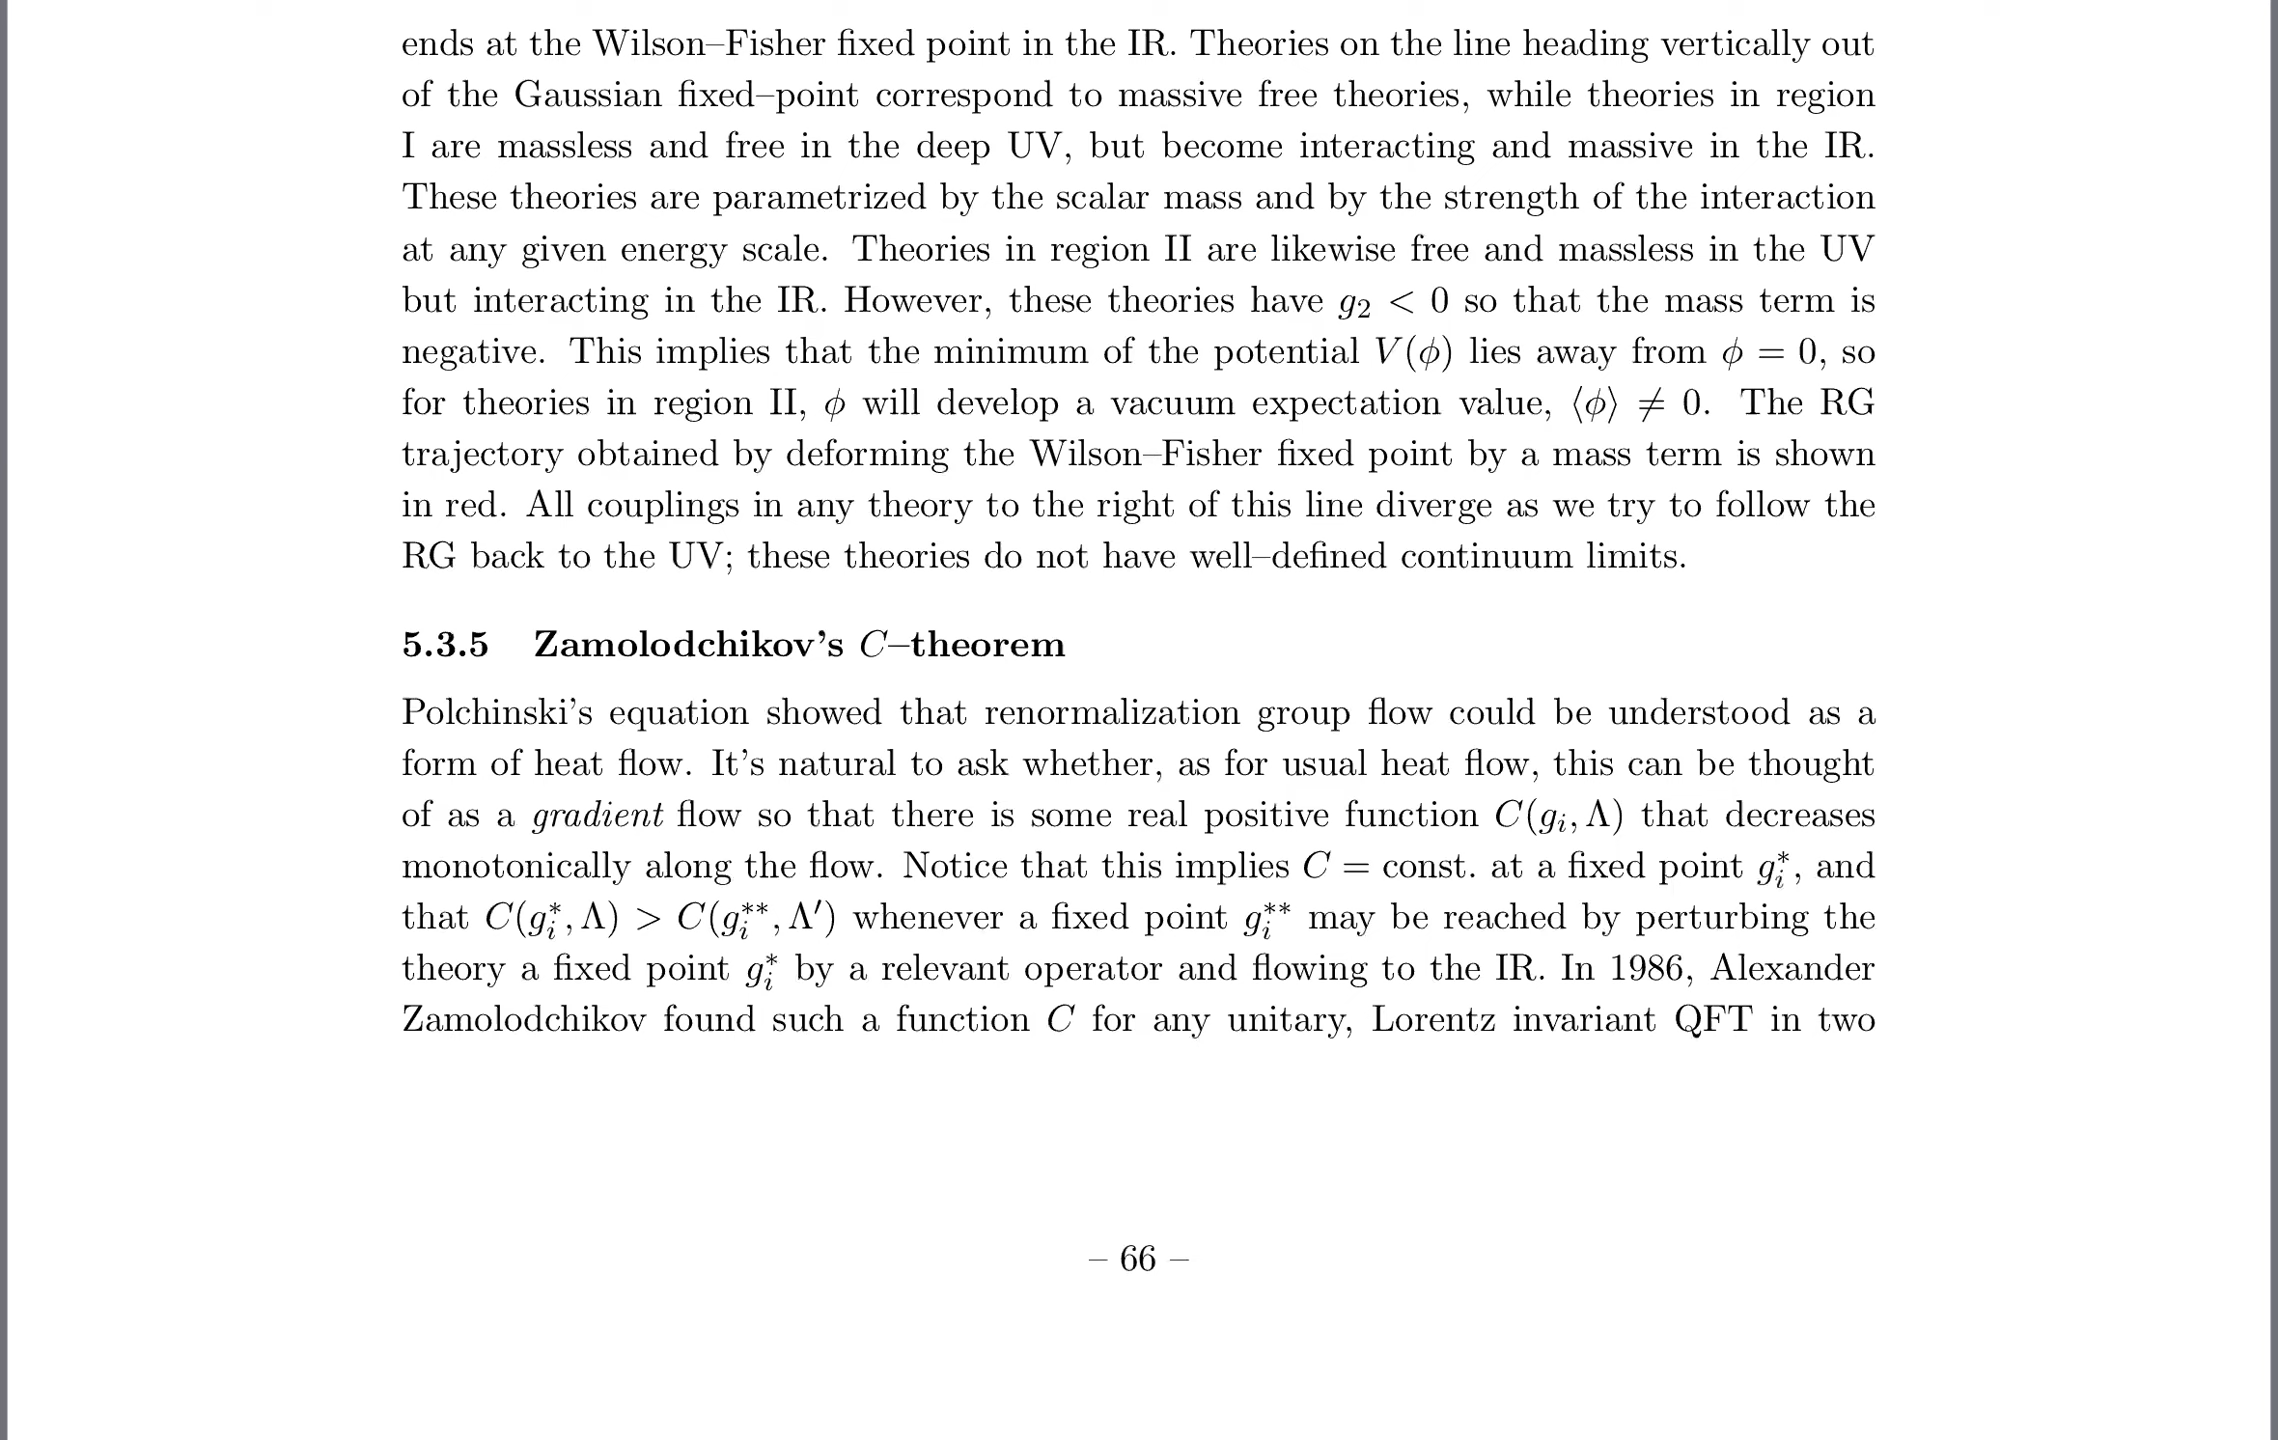 ends at the Wilson–Fisher fixed point in the IR. Theories on the line heading vertically out
of the Gaussian fixed–point correspond to massive free theories, while theories in region
I are massless and free in the deep UV, but become interacting and massive in the IR.
These theories are parametrized by the scalar mass and by the strength of the interaction
at any given energy scale. Theories in region II are likewise free and massless in the UV
but interacting in the IR. However, these theories have g₂ < 0 so that the mass term is
negative. This implies that the minimum of the potential V(ϕ) lies away from ϕ = 0, so
for theories in region II, ϕ will develop a vacuum expectation value, ⟨ϕ⟩ ≠ 0. The RG
trajectory obtained by deforming the Wilson–Fisher fixed point by a mass term is shown
in red. All couplings in any theory to the right of this line diverge as we try to follow the
RG back to the UV; these theories do not have well–defined continuum limits.
5.3.5 Zamolodchikov's C–theorem
Polchinski's equation showed that renormalization group flow could be understood as a
form of heat flow. It's natural to ask whether, as for usual heat flow, this can be thought
of as a gradient flow so that there is some real positive function C(gᵢ, Λ) that decreases
monotonically along the flow. Notice that this implies C = const. at a fixed point gᵢ*, and
that C(gᵢ*, Λ) > C(gᵢ**, Λ′) whenever a fixed point gᵢ** may be reached by perturbing the
theory a fixed point gᵢ* by a relevant operator and flowing to the IR. In 1986, Alexander
Zamolodchikov found such a function C for any unitary, Lorentz invariant QFT in two
– 66 –